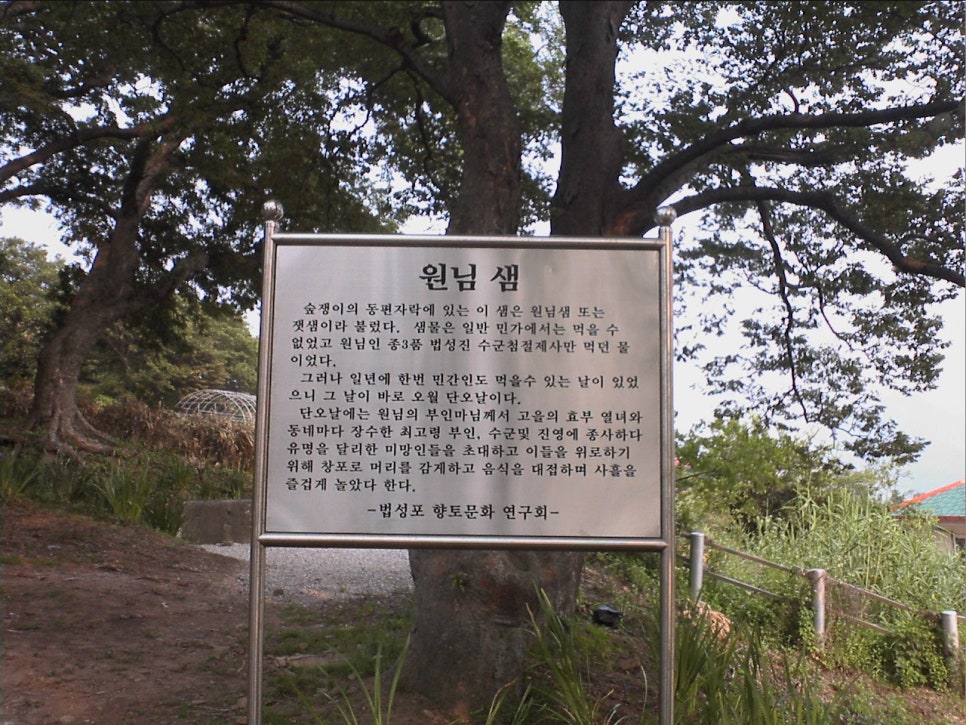 원님 샘
숲쟁이의 동편자락에 있는 이 샘은 원님샘 또는
잿샘이라 불렀다. 샘물은 일반 민가에서는 먹을 수
없었고 원님인 종3품 법성진 수군첨절제사만 먹던 물
이었다.
그러나 일년에 한번 민간인도 먹을수 있는 날이 있었
으니 그 날이 바로 오월 단오날이다.
단오날에는 원님의 부인마님께서 고을의 효부 열녀와
동네마다 장수한 최고령 부인, 수군및 진영에 종사하다
유명을 달리한 미망인들을 초대하고 이들을 위로하기
위해 창포로 머리를 감게하고 음식을 대접하며 사흘을
즐겁게 놀았다 한다.
-법성포 향토문화 연구회-